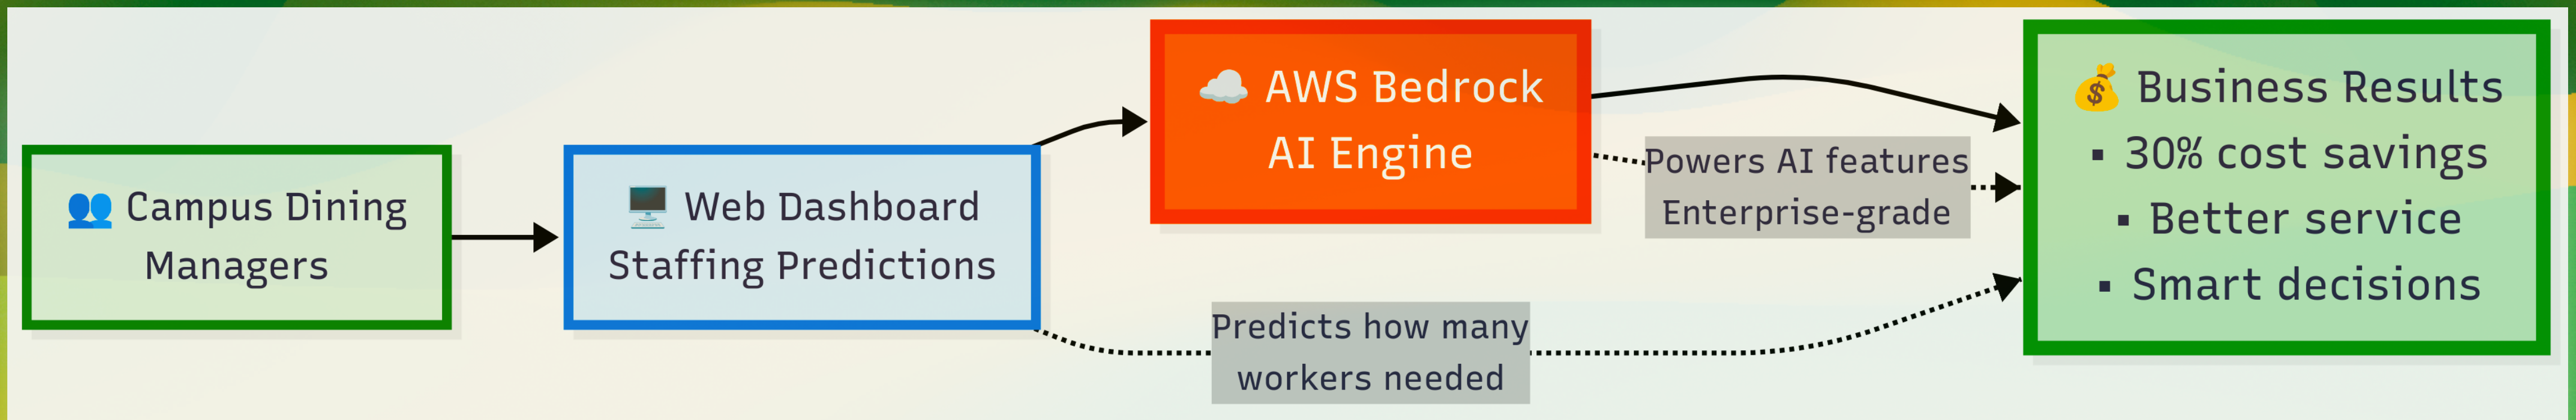 👥 Campus Dining
Managers
🖥️ Web Dashboard
Staffing Predictions
☁️ AWS Bedrock
AI Engine
Powers AI features
Enterprise-grade
Predicts how many
workers needed
💰 Business Results
▪ 30% cost savings
▪ Better service
▪ Smart decisions